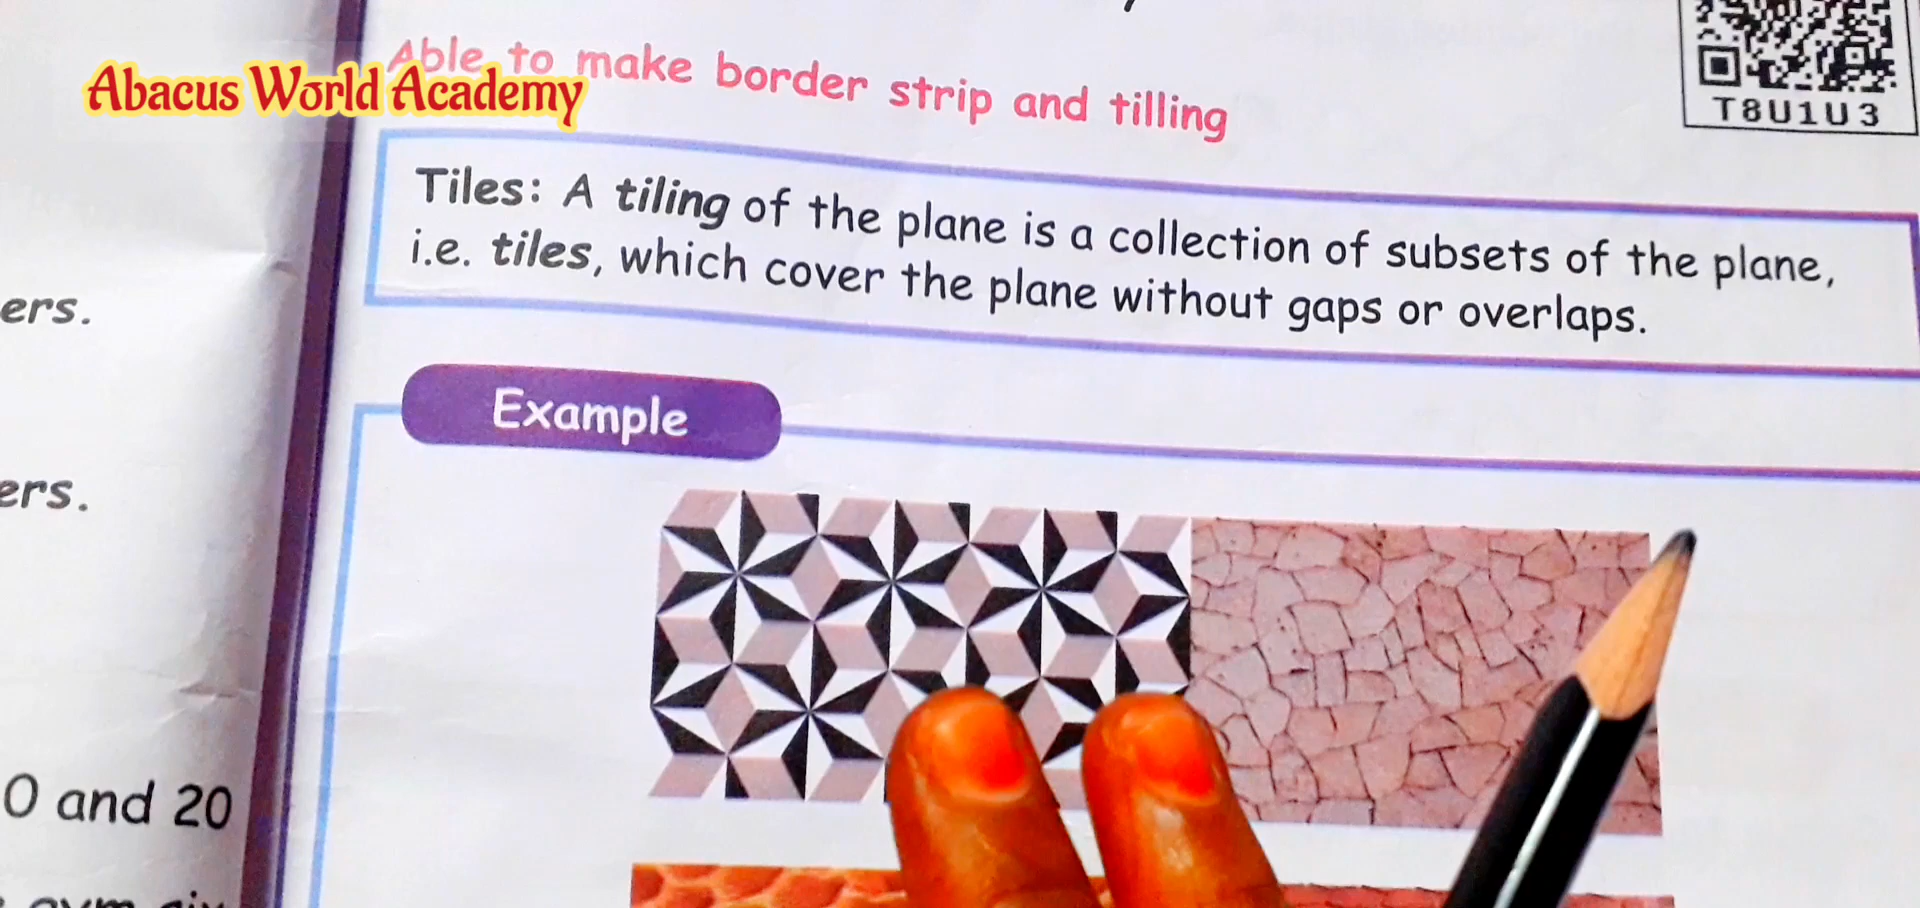 Able to make border strip and tilling
Abacus World Academy
T8U1U3
Tiles: A tiling of the plane is a collection of subsets of the plane,
i.e. tiles, which cover the plane without gaps or overlaps.
ers.
Example
ers.
0 and 20